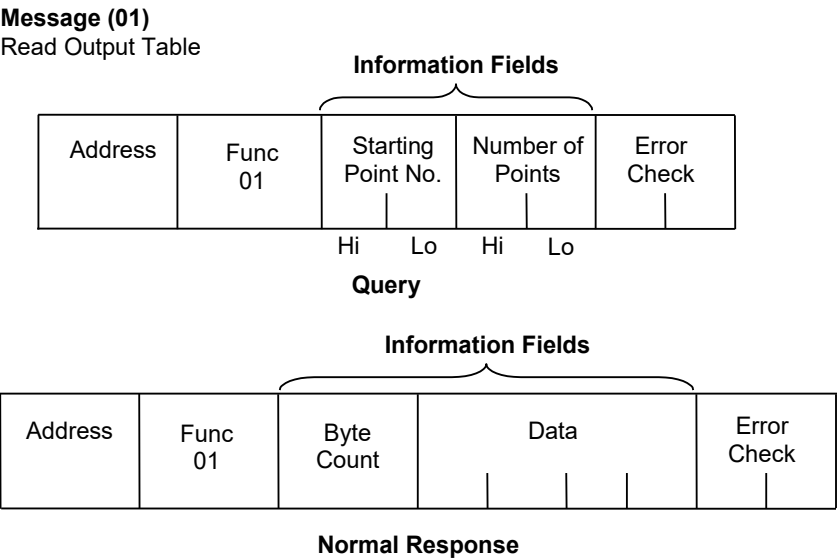 Message (01)
Read Output Table
Information Fields
Address
Func
01
Starting
Point No.
Number of
Points
Error
Check
Hi Lo Hi Lo
Query
Information Fields
Address
Func
01
Byte
Count
Data
Error
Check
Normal Response